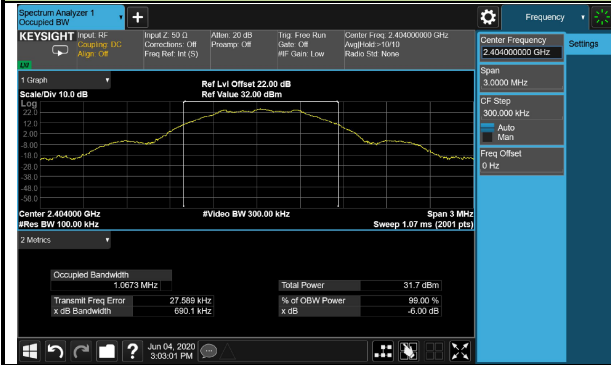 Spectrum Analyzer 1
Occupied BW
+
Frequency
KEYSIGHT
Input: RF
Coupling: DC
Align: Off
Input Z: 50 Ω
Corrections: Off
Freq Ref: Int (S)
Atten: 20 dB
Preamp: Off
Trig: Free Run
Gate: Off
#IF Gain: Low
Center Freq: 2.404000000 GHz
Avg|Hold:>10/10
Radio Std: None
LXI
Center Frequency
2.404000000 GHz
Settings
Span
3.0000 MHz
CF Step
300.000 kHz
Auto
Man
Freq Offset
0 Hz
1 Graph
Scale/Div 10.0 dB
Ref Lvl Offset 22.00 dB
Ref Value 32.00 dBm
Log
22.0
12.0
2.00
-8.00
-18.0
-28.0
-38.0
-48.0
-58.0
Center 2.404000 GHz
#Video BW 300.00 kHz
Span 3 MHz
#Res BW 100.00 kHz
Sweep 1.07 ms (2001 pts)
2 Metrics
Occupied Bandwidth
1.0673 MHz
Total Power 31.7 dBm
Transmit Freq Error 27.589 kHz
% of OBW Power 99.00 %
x dB Bandwidth 690.1 kHz
x dB -6.00 dB
?
Jun 04, 2020
3:03:01 PM